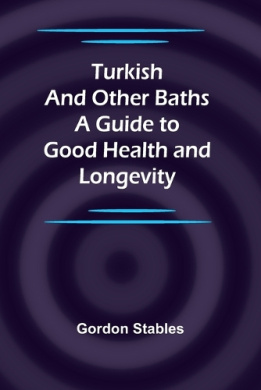 Turkish
And Other Baths
A Guide to
Good Health and
Longevity
Gordon Stables